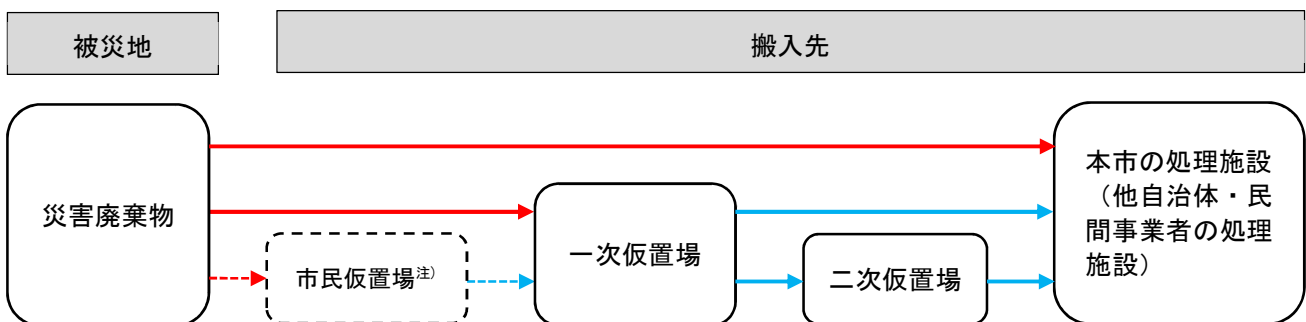 被災地
搬入先
災害廃棄物
市民仮置場注)
一次仮置場
二次仮置場
本市の処理施設
（他自治体・民
間事業者の処理
施設）